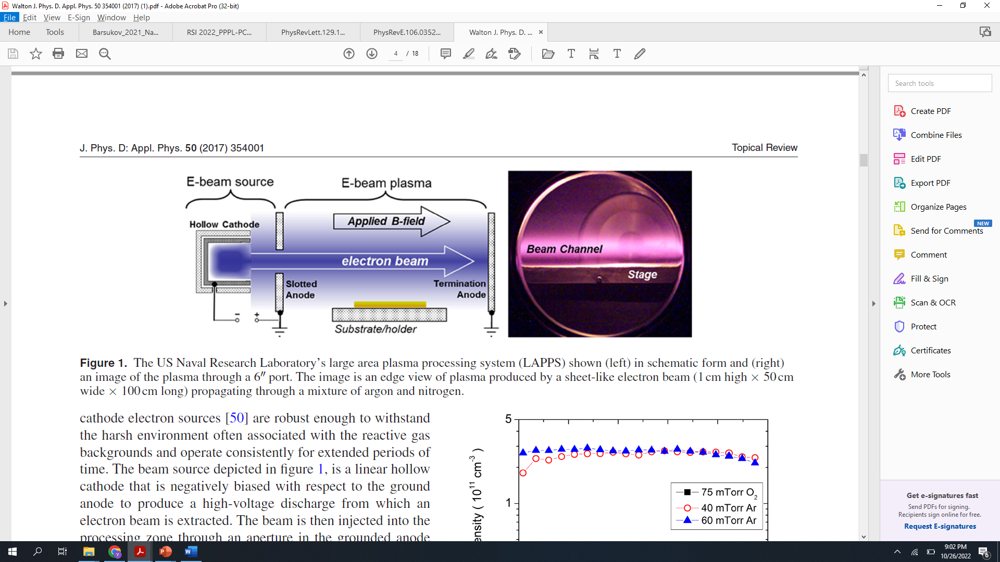 Walton J. Phys. D. Appl. Phys. 50 354001 (2017) (1).pdf - Adobe Acrobat Pro (32-bit)
File Edit View E-Sign Window Help
Home Tools Barsukov_2021_Na... RSI 2022_PPPL-PC... PhysRevLett.129.1... PhysRevE.106.0352... Walton J. Phys. D. ... ×
4 / 18
Search tools
Create PDF
Combine Files
Edit PDF
Export PDF
Organize Pages
NEW
Send for Comments
Comment
Fill & Sign
Scan & OCR
Protect
Certificates
More Tools
Get e-signatures fast
Send PDFs for signing.
Recipients sign online for free.
Request E-signatures
J. Phys. D: Appl. Phys. 50 (2017) 354001 Topical Review
E-beam source
E-beam plasma
Hollow Cathode
Applied B-field
electron beam
Slotted
Anode
Termination
Anode
- +
Substrate/holder
Beam Channel
Stage
Figure 1. The US Naval Research Laboratory's large area plasma processing system (LAPPS) shown (left) in schematic form and (right)
an image of the plasma through a 6″ port. The image is an edge view of plasma produced by a sheet-like electron beam (1 cm high × 50 cm
wide × 100 cm long) propagating through a mixture of argon and nitrogen.
cathode electron sources [50] are robust enough to withstand
the harsh environment often associated with the reactive gas
backgrounds and operate consistently for extended periods of
time. The beam source depicted in figure 1, is a linear hollow
cathode that is negatively biased with respect to the ground
anode to produce a high-voltage discharge from which an
electron beam is extracted. The beam is then injected into the
processing zone through an aperture in the grounded anode
5
1
ensity ( 10¹¹ cm⁻³ )
75 mTorr O₂
40 mTorr Ar
60 mTorr Ar
9:02 PM
10/26/2022
6